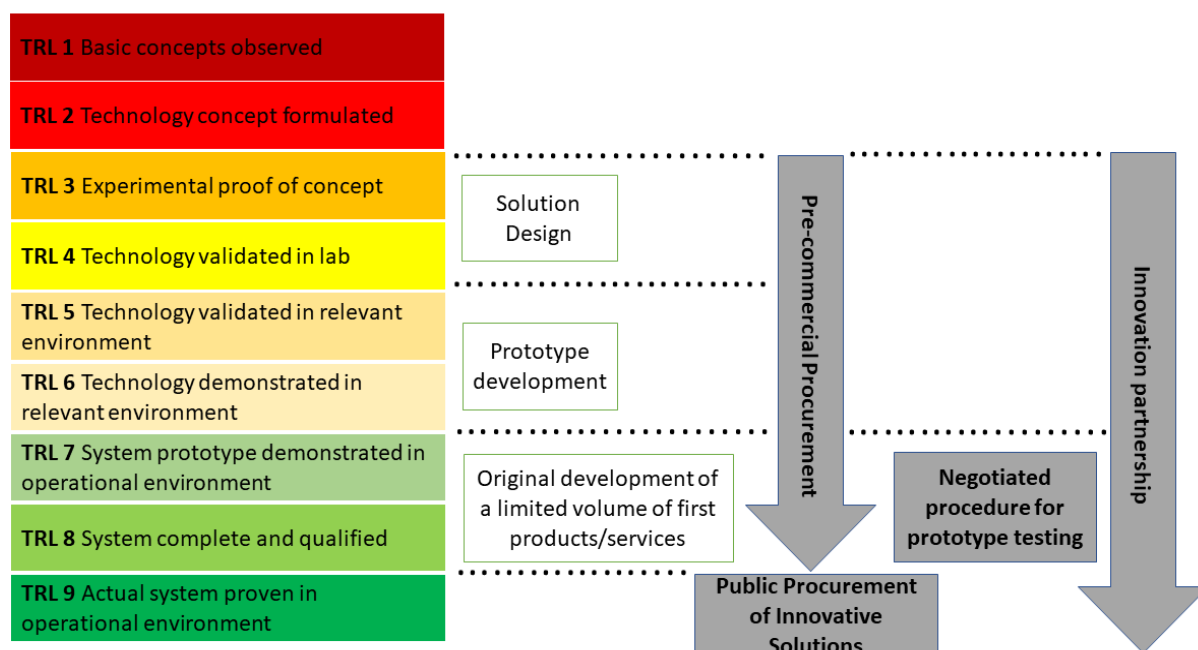 TRL 1 Basic concepts observed
TRL 2 Technology concept formulated
TRL 3 Experimental proof of concept
TRL 4 Technology validated in lab
TRL 5 Technology validated in relevant
environment
TRL 6 Technology demonstrated in
relevant environment
TRL 7 System prototype demonstrated in
operational environment
TRL 8 System complete and qualified
TRL 9 Actual system proven in
operational environment
Solution
Design
Prototype
development
Original development of
a limited volume of first
products/services
Pre-commercial Procurement
Public Procurement
of Innovative
Solutions
Negotiated
procedure for
prototype testing
Innovation partnership